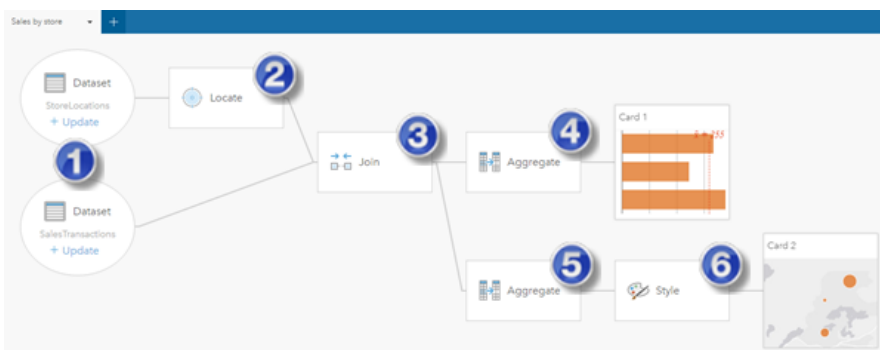 Sales by store
+
Dataset
StoreLocations
+ Update
1
Dataset
SalesTransactions
+ Update
2
Locate
3
Join
4
Aggregate
Card 1
x̄ = 255
5
Aggregate
6
Style
Card 2